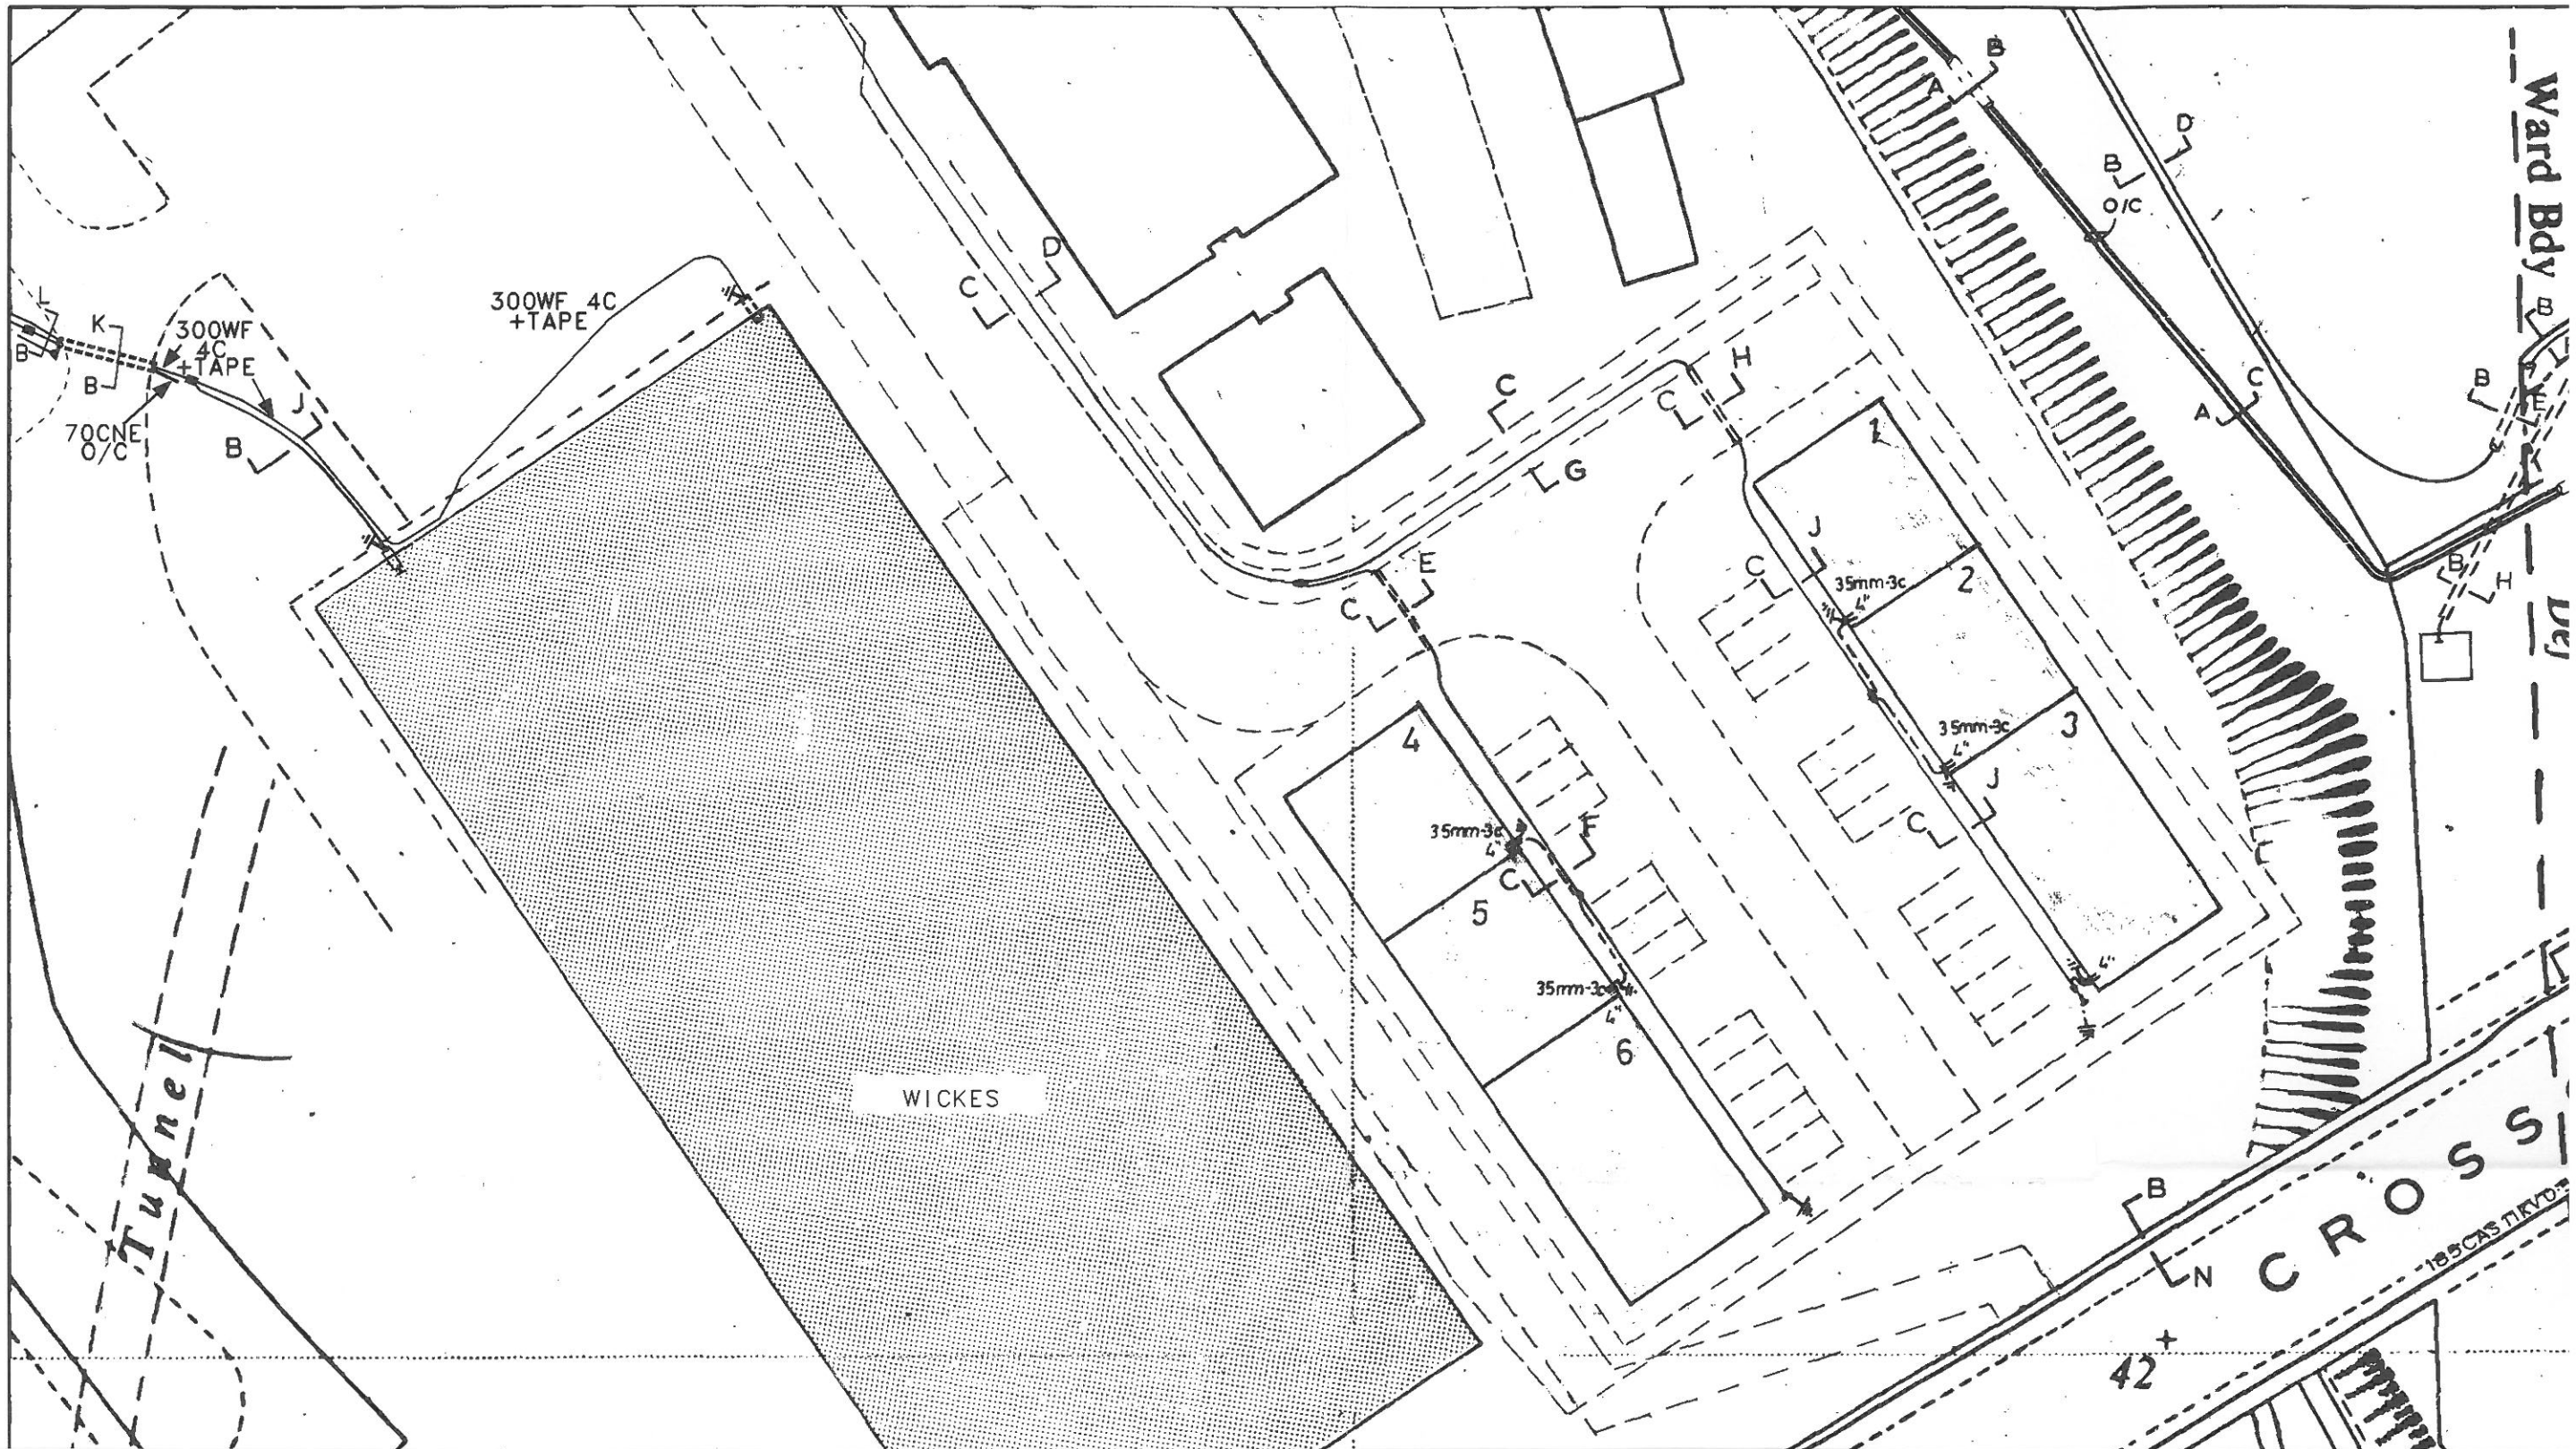 B
A
D
B
O/C
Ward Bdy
D
C
L
K
B
B
300WF
4C
+TAPE
300WF 4C
+TAPE
70CNE
O/C
J
B
B
H
C
C
G
1
C
A
B
E
E
C
J
C
35mm-3c
4"
2
B
H
4
35mm-3c
4"
3
J
C
35mm-3c
4"
F
C
5
4"
35mm-3c
4"
6
WICKES
Tunnel
B
N
CROSS
42